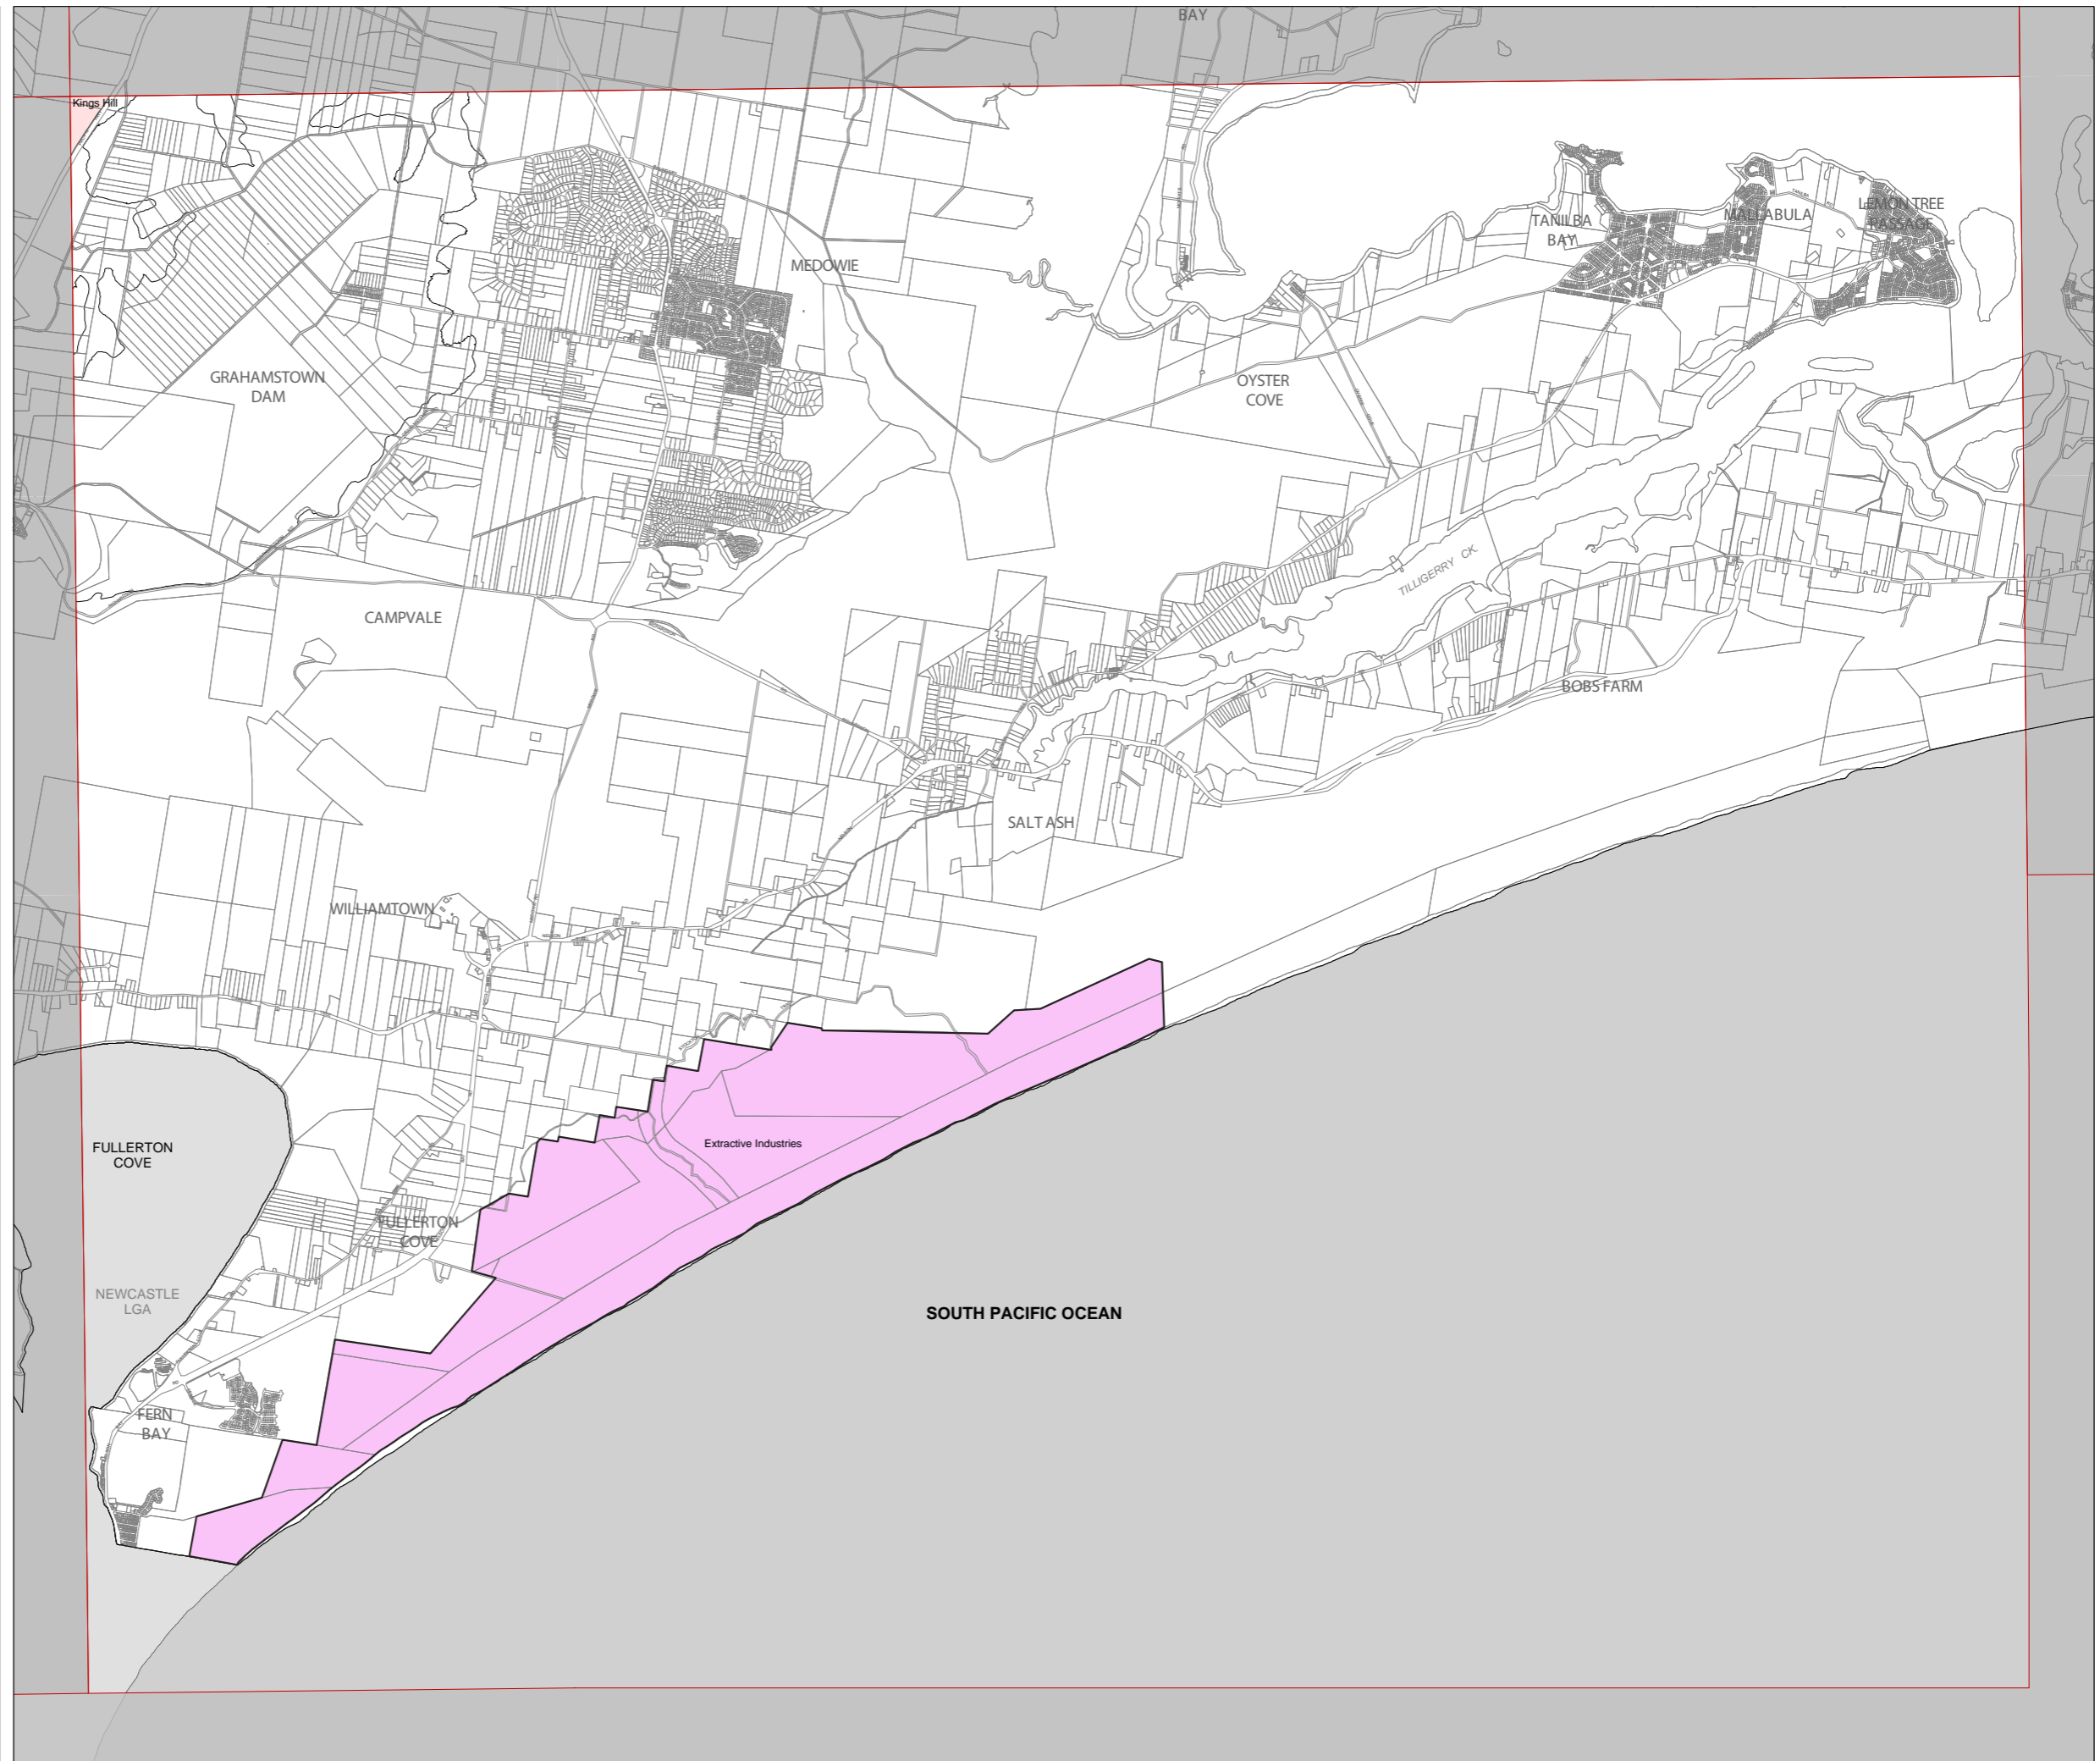 BAY
Kings Hill
TANILBA
BAY
MALLABULA
LEMON TREE
PASSAGE
MEDOWIE
GRAHAMSTOWN
DAM
OYSTER
COVE
TILLIGERRY CK
CAMPVALE
BOBS FARM
SALT ASH
WILLIAMTOWN
FULLERTON
COVE
Extractive Industries
FULLERTON
COVE
NEWCASTLE
LGA
SOUTH PACIFIC OCEAN
FERN
BAY